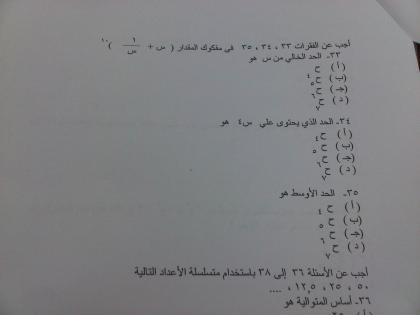 أجب عن الفقرات ٣٣ ، ٣٤ ، ٣٥ في مفكوك المقدار ( س + ١/س )١٠
٣٣- الحد الخالي من س هو
( أ ) ح٤
( ب ) ح٥
( جـ ) ح٦
( د ) ح٧
٣٤- الحد الذي يحتوى علي س٤ هو
( أ ) ح٤
( ب ) ح٥
( جـ ) ح٦
( د ) ح٧
٣٥- الحد الأوسط هو
( أ ) ح٤
( ب ) ح٥
( جـ ) ح٦
( د ) ح٧
أجب عن الأسئلة ٣٦ إلى ٣٨ باستخدام متسلسلة الأعداد التالية
٥٠ ، ٢٥ ، ١٢,٥ ، ....
٣٦- أساس المتوالية هو